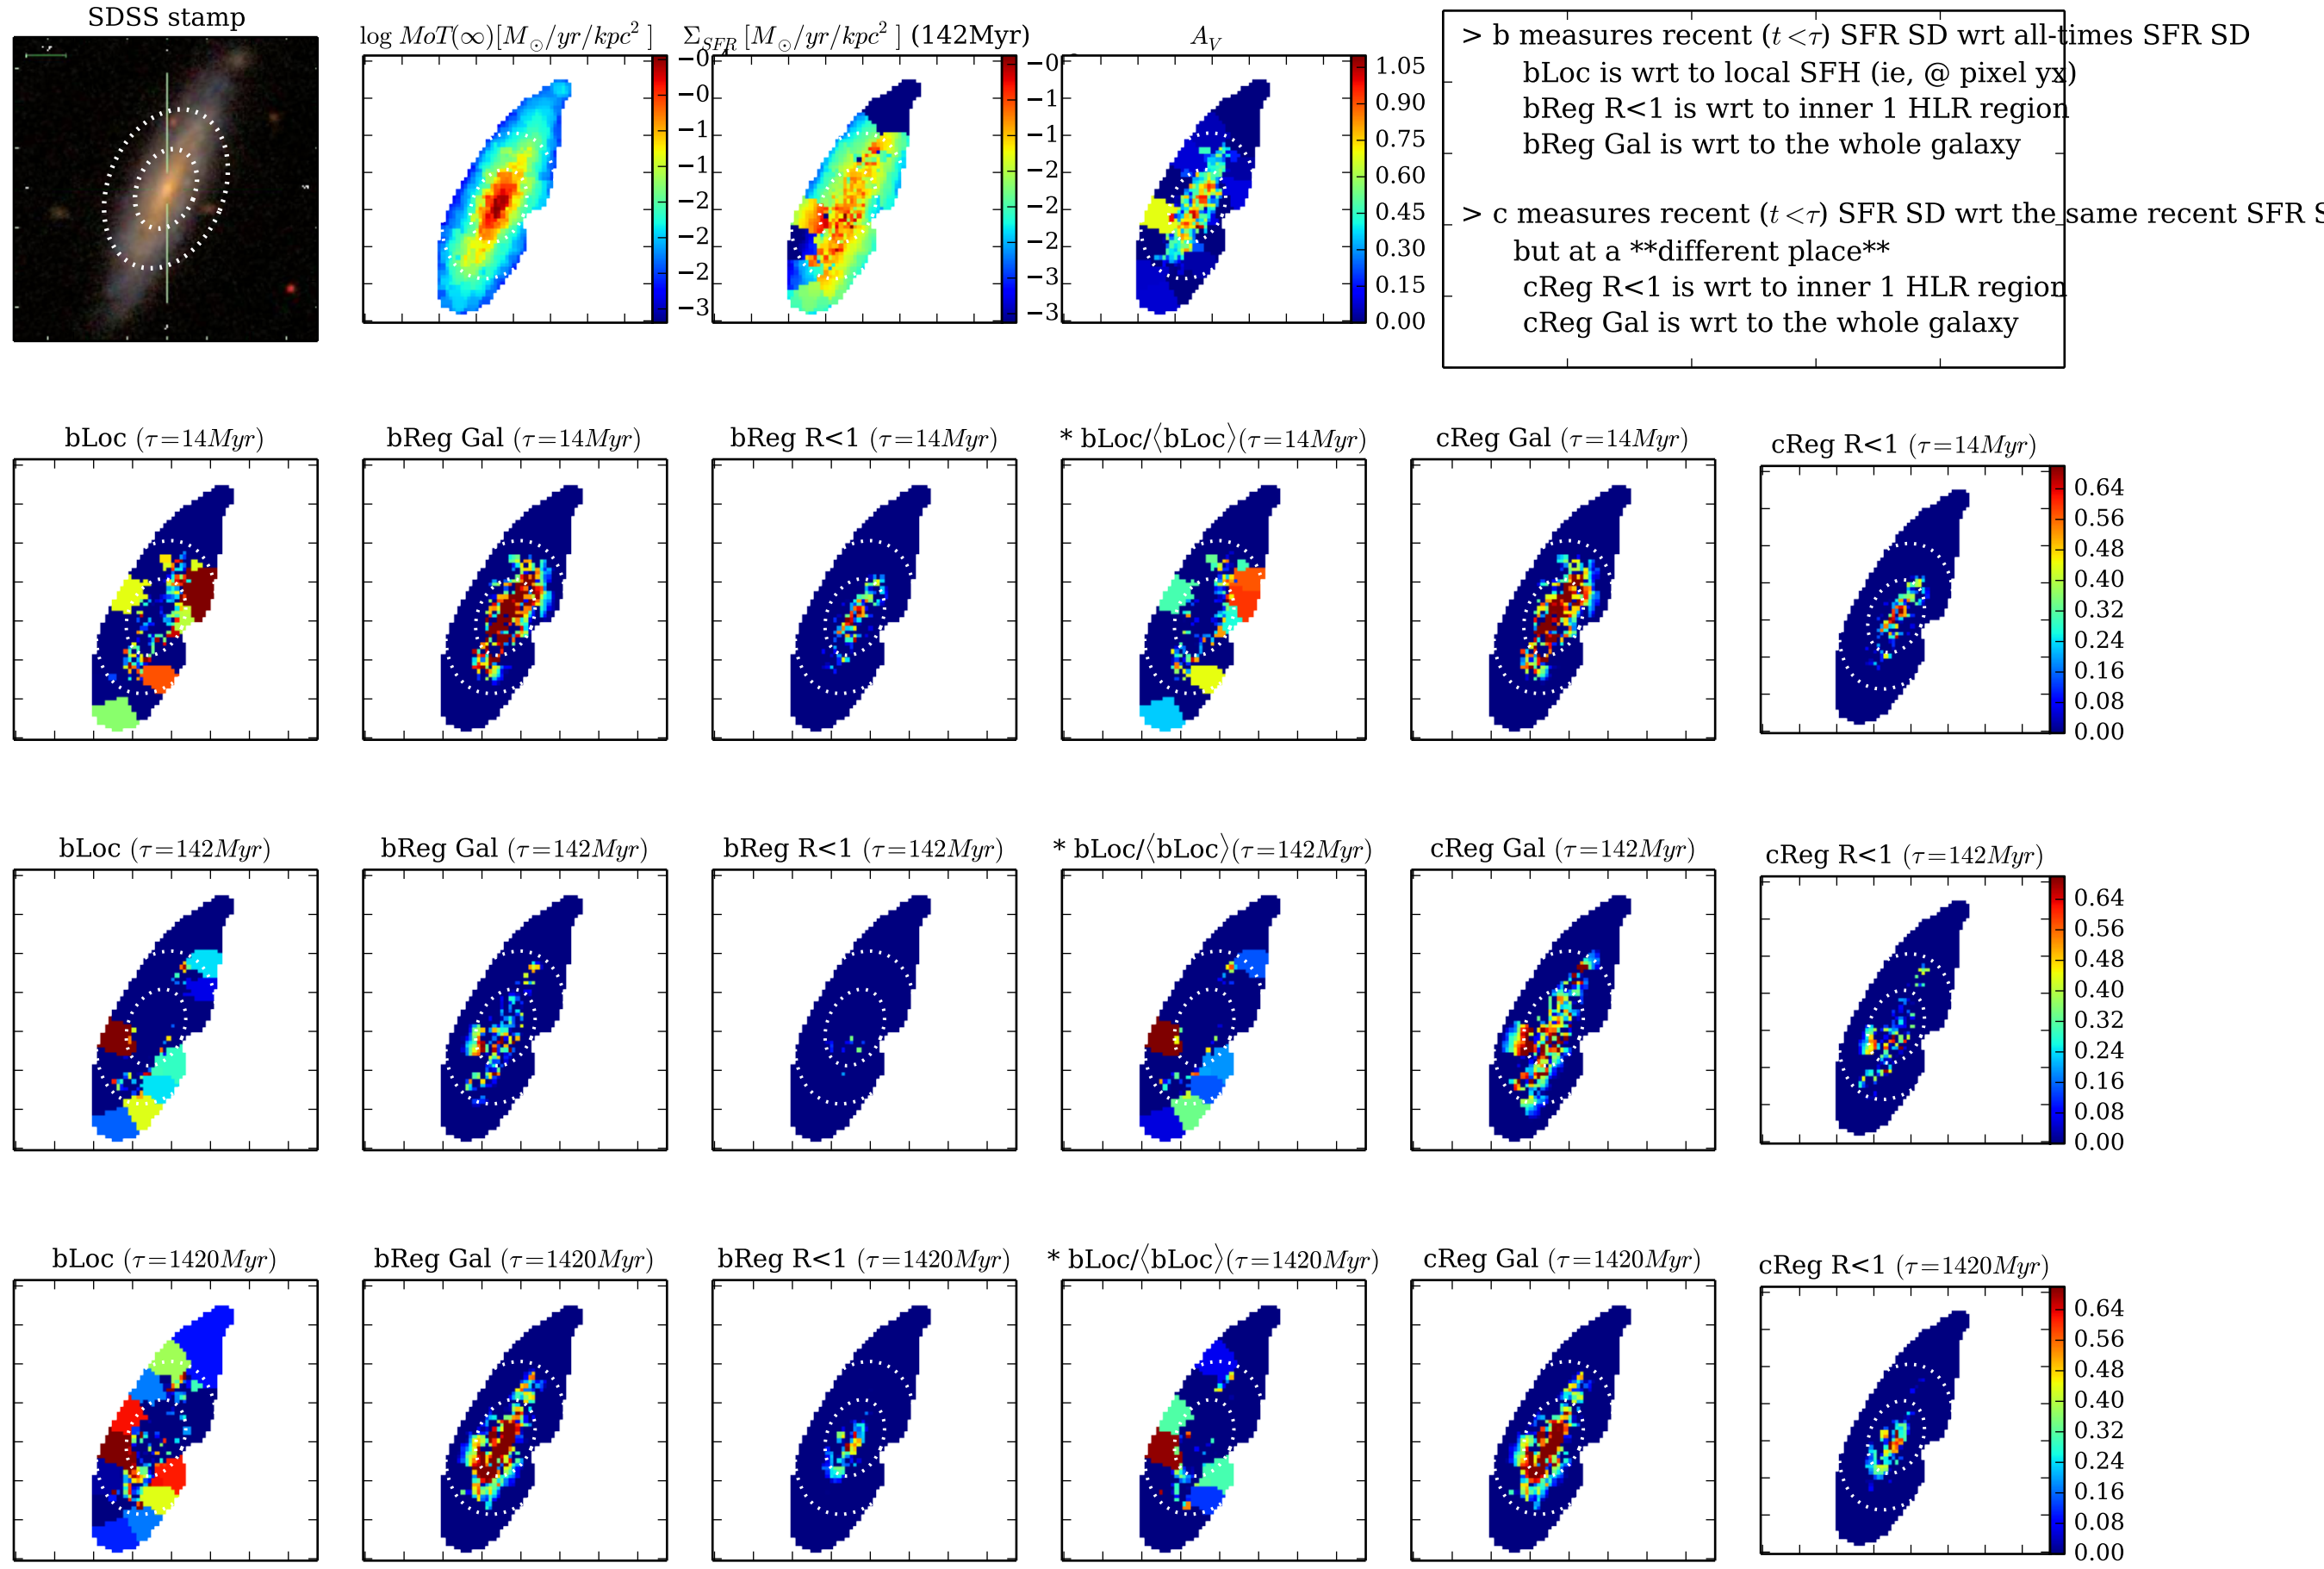 SDSS stamp
log MoT(∞)[M⊙/yr/kpc² ]
Σ_SFR [M⊙/yr/kpc² ] (142Myr)
A_V
−0
−0
−1
−1
−2
−2
−2
−2
−3
−0
−1
−1
−2
−2
−2
−3
−3
1.05
0.90
0.75
0.60
0.45
0.30
0.15
0.00
> b measures recent (t<τ) SFR SD wrt all-times SFR SD
bLoc is wrt to local SFH (ie, @ pixel yx)
bReg R<1 is wrt to inner 1 HLR region
bReg Gal is wrt to the whole galaxy
> c measures recent (t<τ) SFR SD wrt the same recent SFR S
but at a **different place**
cReg R<1 is wrt to inner 1 HLR region
cReg Gal is wrt to the whole galaxy
bLoc (τ=14Myr)
bReg Gal (τ=14Myr)
bReg R<1 (τ=14Myr)
* bLoc/⟨bLoc⟩(τ=14Myr)
cReg Gal (τ=14Myr)
cReg R<1 (τ=14Myr)
0.64
0.56
0.48
0.40
0.32
0.24
0.16
0.08
0.00
bLoc (τ=142Myr)
bReg Gal (τ=142Myr)
bReg R<1 (τ=142Myr)
* bLoc/⟨bLoc⟩(τ=142Myr)
cReg Gal (τ=142Myr)
cReg R<1 (τ=142Myr)
0.64
0.56
0.48
0.40
0.32
0.24
0.16
0.08
0.00
bLoc (τ=1420Myr)
bReg Gal (τ=1420Myr)
bReg R<1 (τ=1420Myr)
* bLoc/⟨bLoc⟩(τ=1420Myr)
cReg Gal (τ=1420Myr)
cReg R<1 (τ=1420Myr)
0.64
0.56
0.48
0.40
0.32
0.24
0.16
0.08
0.00